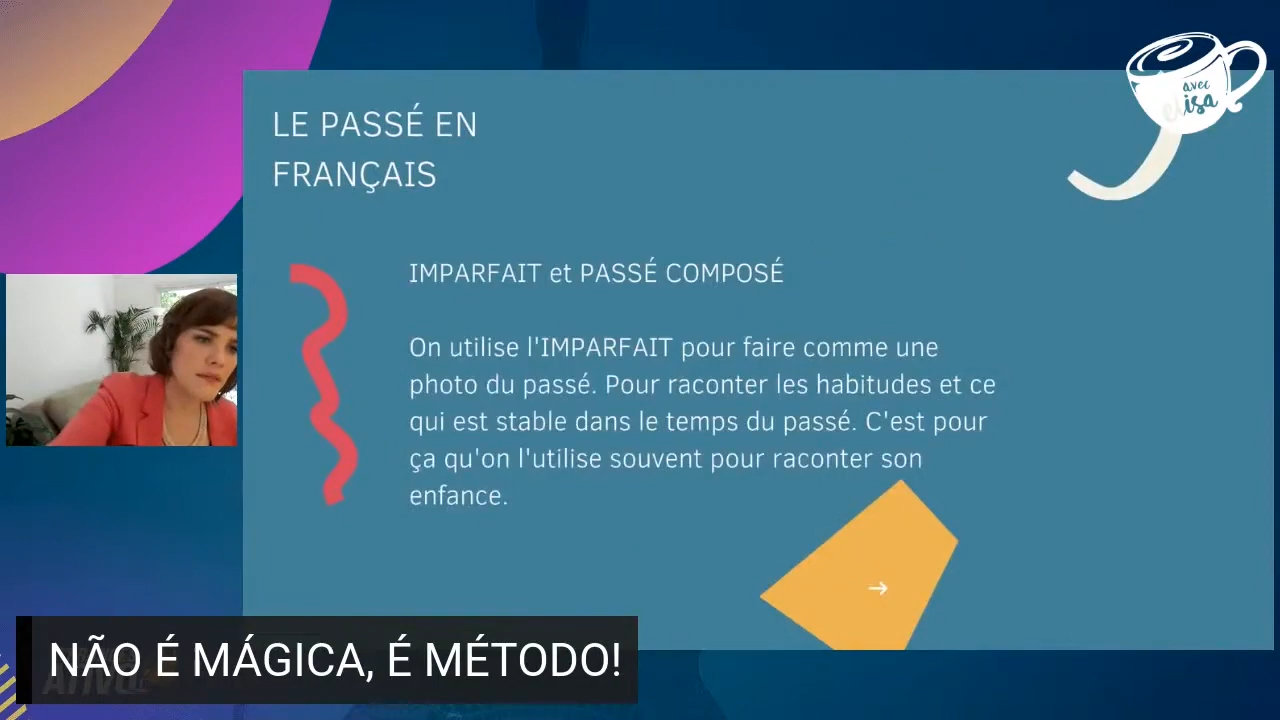 avec
elisa
LE PASSÉ EN
FRANÇAIS
IMPARFAIT et PASSÉ COMPOSÉ
On utilise l'IMPARFAIT pour faire comme une
photo du passé. Pour raconter les habitudes et ce
qui est stable dans le temps du passé. C'est pour
ça qu'on l'utilise souvent pour raconter son
enfance.
NÃO É MÁGICA, É MÉTODO!